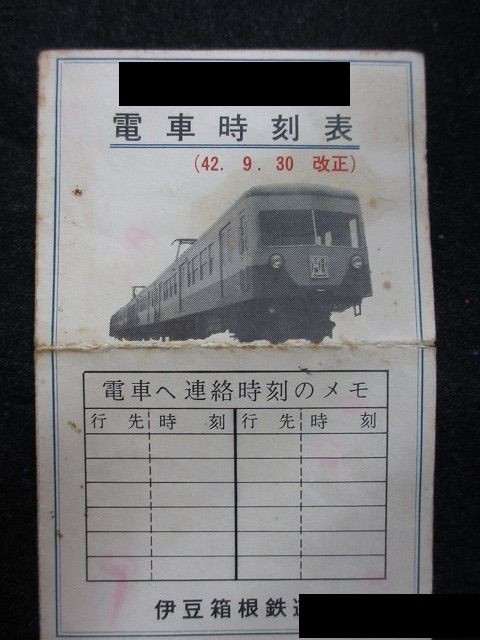 電車時刻表
(42. 9. 30 改正)
電車へ連絡時刻のメモ
行先 時刻 行先 時刻
伊豆箱根鉄